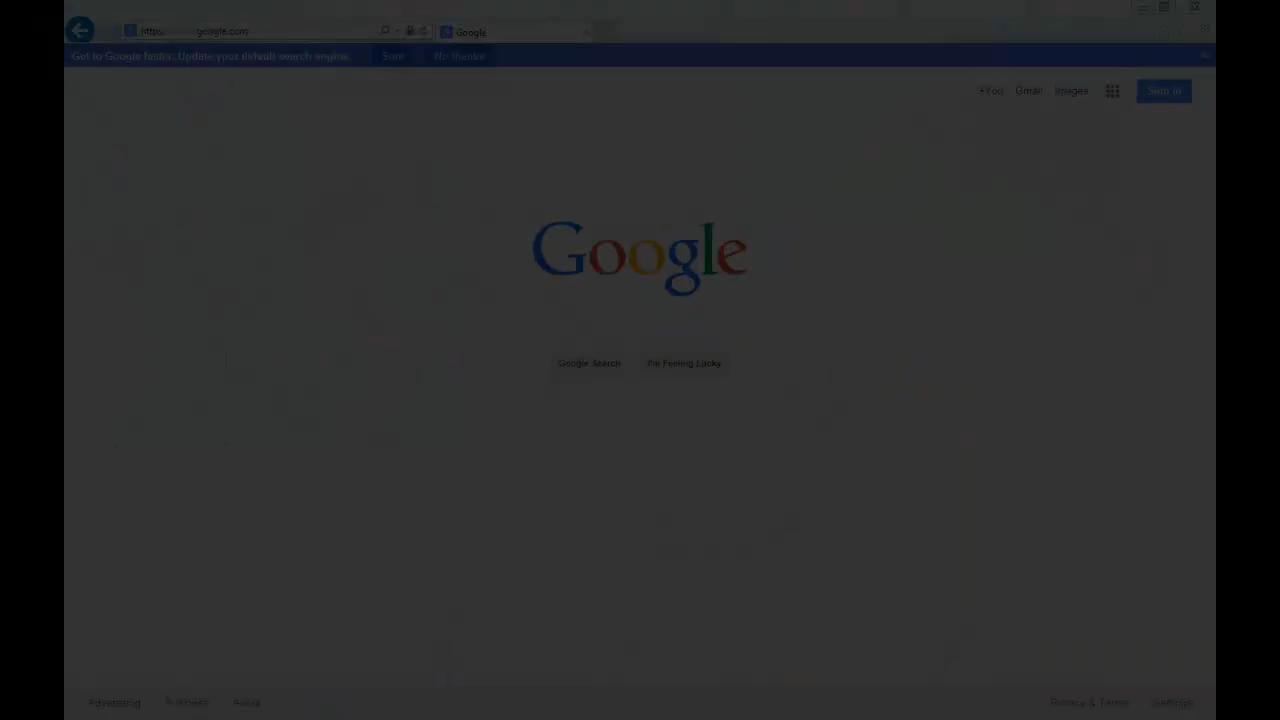 google.com
Google
Get to Google faster. Update your default search engine.
Sure
No thanks
+You
Gmail
Images
Sign in
Google
Google Search
I'm Feeling Lucky
Advertising
Business
About
Privacy & Terms
Settings